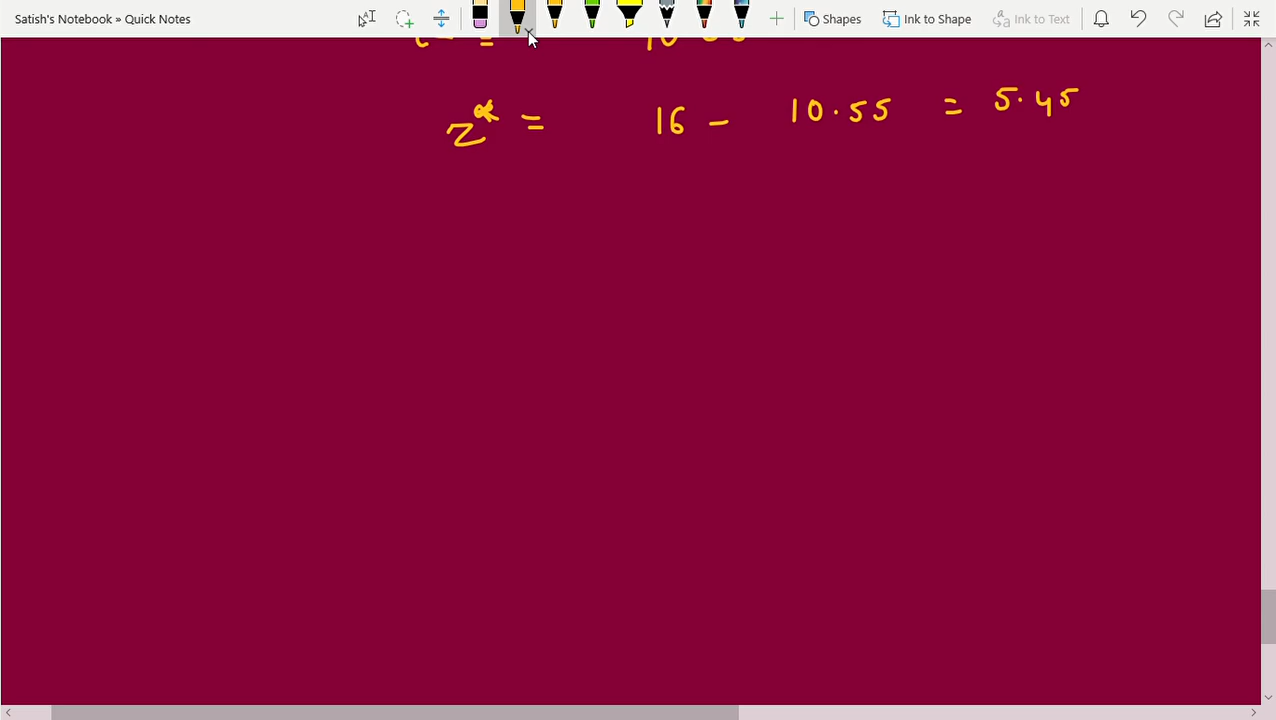 Satish's Notebook » Quick Notes
Shapes
Ink to Shape
Ink to Text
z* = 16 - 10.55 = 5.45